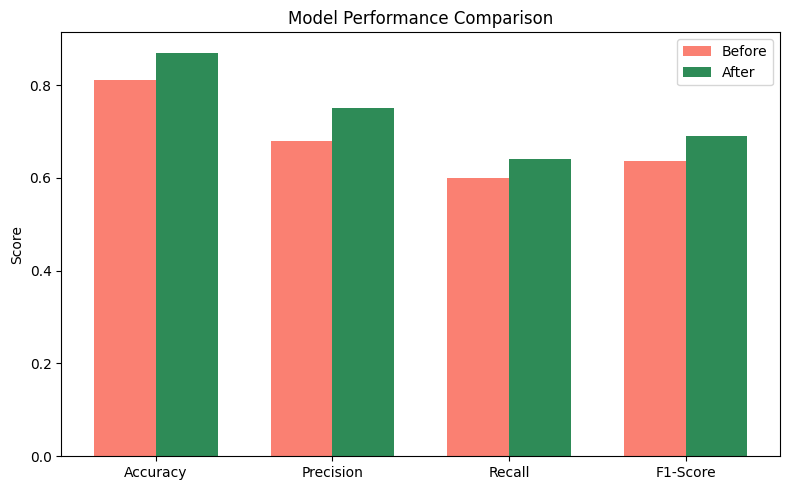 Model Performance Comparison
Before
After
Score
0.8
0.6
0.4
0.2
0.0
Accuracy Precision Recall F1-Score